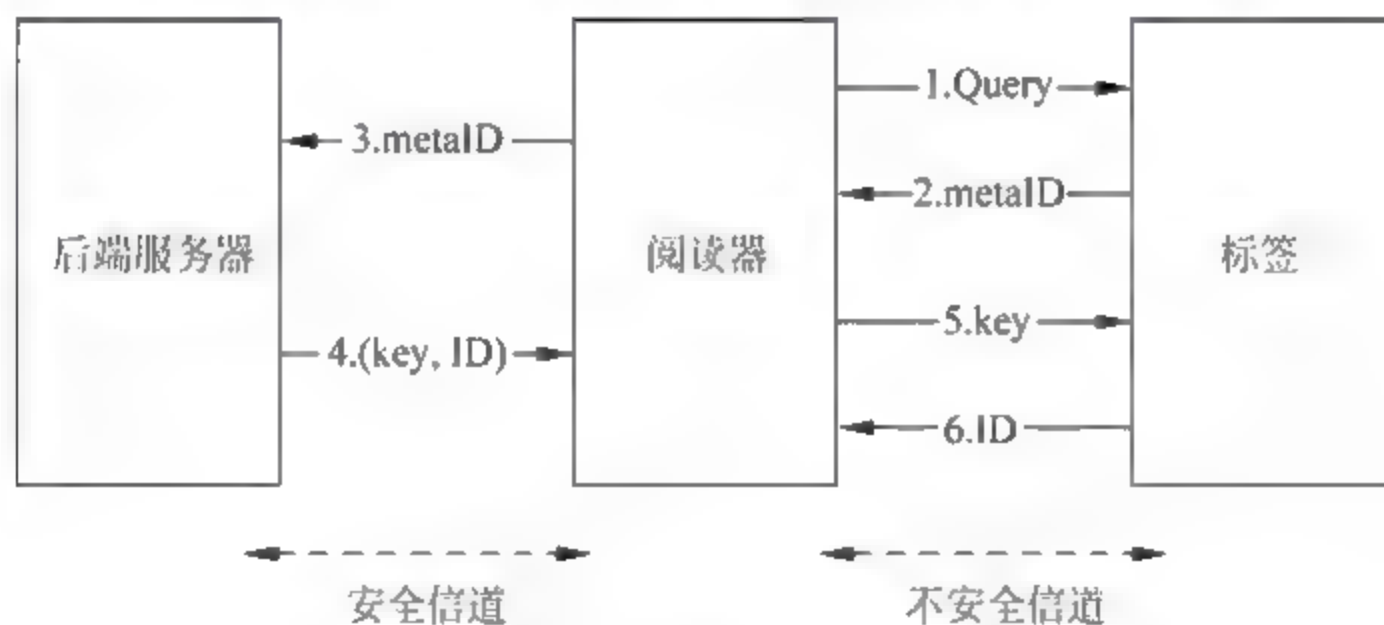 1.Query
3.metaID
2.metaID
后端服务器 阅读器 标签
5.key
4.(key, ID)
6.ID
安全信道 不安全信道